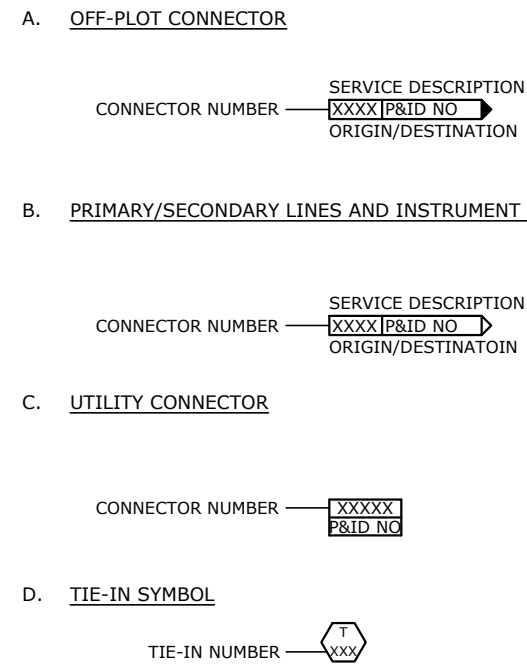 A. OFF-PLOT CONNECTOR
SERVICE DESCRIPTION
CONNECTOR NUMBER XXXX P&ID NO
ORIGIN/DESTINATION
B. PRIMARY/SECONDARY LINES AND INSTRUMENT
SERVICE DESCRIPTION
CONNECTOR NUMBER XXXX P&ID NO
ORIGIN/DESTINATOIN
C. UTILITY CONNECTOR
CONNECTOR NUMBER XXXXX
P&ID NO
D. TIE-IN SYMBOL
T
TIE-IN NUMBER XXX